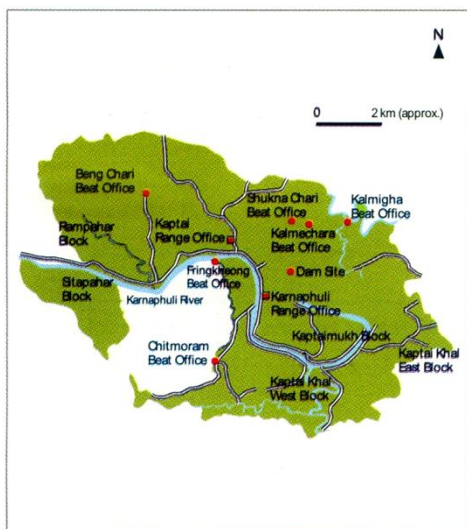 N
0 2 km (approx.)
Beng Chari
Beat Office
Shukna Chari
Beat Office
Kalmigha
Beat Office
Rampahar
Block
Kaptai
Range Office
Kalmechara
Beat Office
Sitapahar
Block
Fringkheong
Beat Office
Dam Site
Karnaphuli River
Karnaphuli
Range Office
Kaptaimukh Block
Chitmoram
Beat Office
Kaptai Khal
East Block
Kaptai Khal
West Block